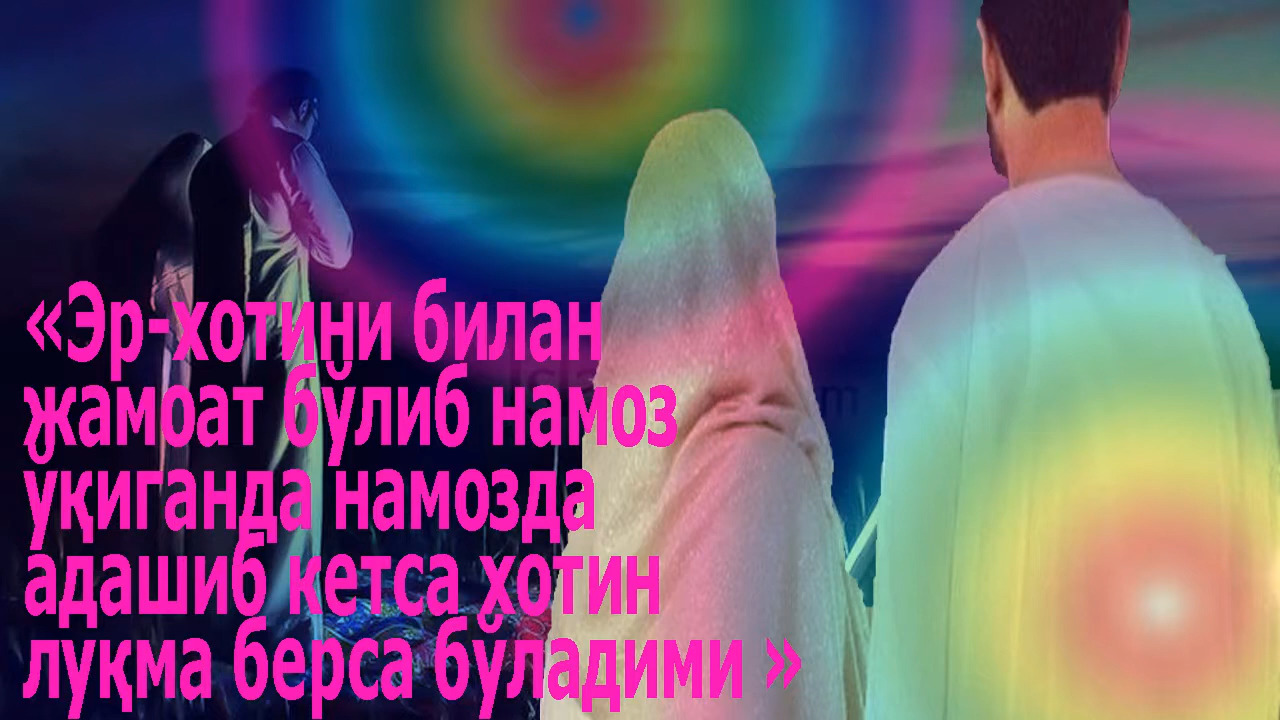 «Эр-хотини билан
жамоат бўлиб намоз
ўқиганда намозда
адашиб кетса хотин
луқма берса бўладими »